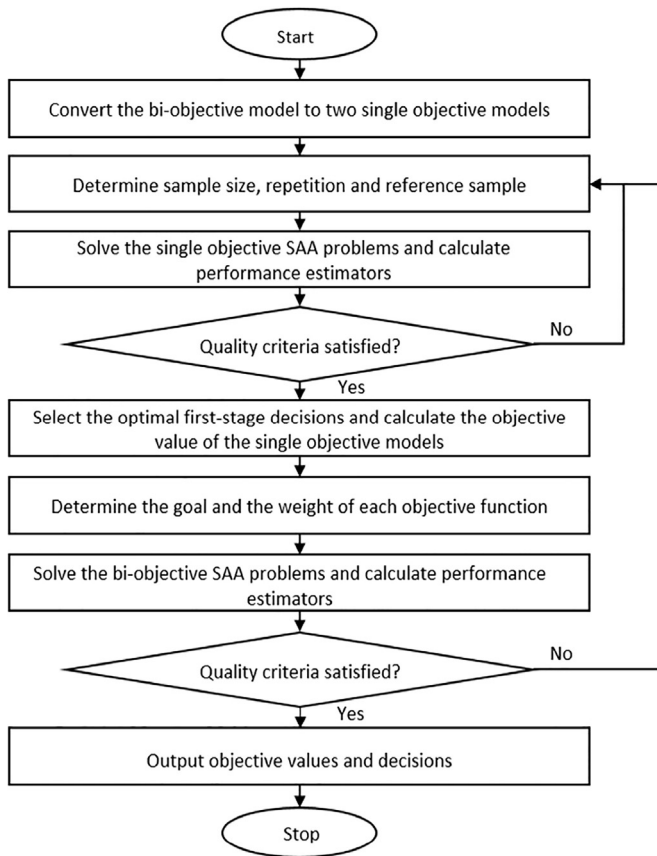 Start
Convert the bi-objective model to two single objective models
Determine sample size, repetition and reference sample
Solve the single objective SAA problems and calculate
performance estimators
Quality criteria satisfied?
No
Yes
Select the optimal first-stage decisions and calculate the objective
value of the single objective models
Determine the goal and the weight of each objective function
Solve the bi-objective SAA problems and calculate performance
estimators
Quality criteria satisfied?
No
Yes
Output objective values and decisions
Stop